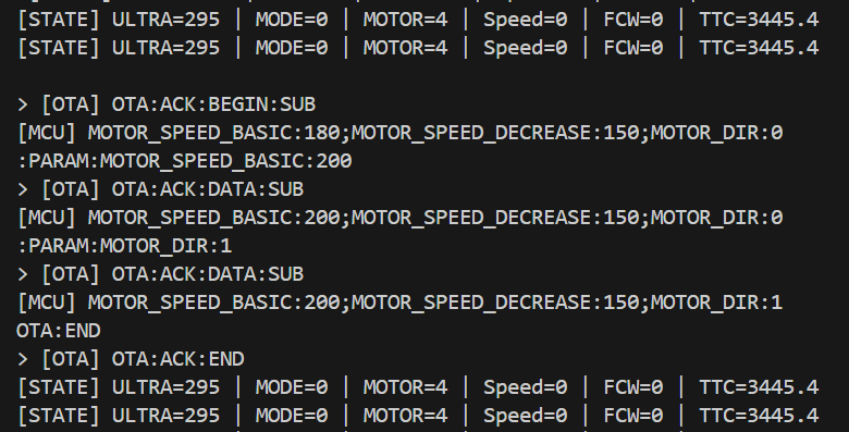 [STATE] ULTRA=295 | MODE=0 | MOTOR=4 | Speed=0 | FCW=0 | TTC=3445.4
[STATE] ULTRA=295 | MODE=0 | MOTOR=4 | Speed=0 | FCW=0 | TTC=3445.4
> [OTA] OTA:ACK:BEGIN:SUB
[MCU] MOTOR_SPEED_BASIC:180;MOTOR_SPEED_DECREASE:150;MOTOR_DIR:0
:PARAM:MOTOR_SPEED_BASIC:200
> [OTA] OTA:ACK:DATA:SUB
[MCU] MOTOR_SPEED_BASIC:200;MOTOR_SPEED_DECREASE:150;MOTOR_DIR:0
:PARAM:MOTOR_DIR:1
> [OTA] OTA:ACK:DATA:SUB
[MCU] MOTOR_SPEED_BASIC:200;MOTOR_SPEED_DECREASE:150;MOTOR_DIR:1
OTA:END
> [OTA] OTA:ACK:END
[STATE] ULTRA=295 | MODE=0 | MOTOR=4 | Speed=0 | FCW=0 | TTC=3445.4
[STATE] ULTRA=295 | MODE=0 | MOTOR=4 | Speed=0 | FCW=0 | TTC=3445.4